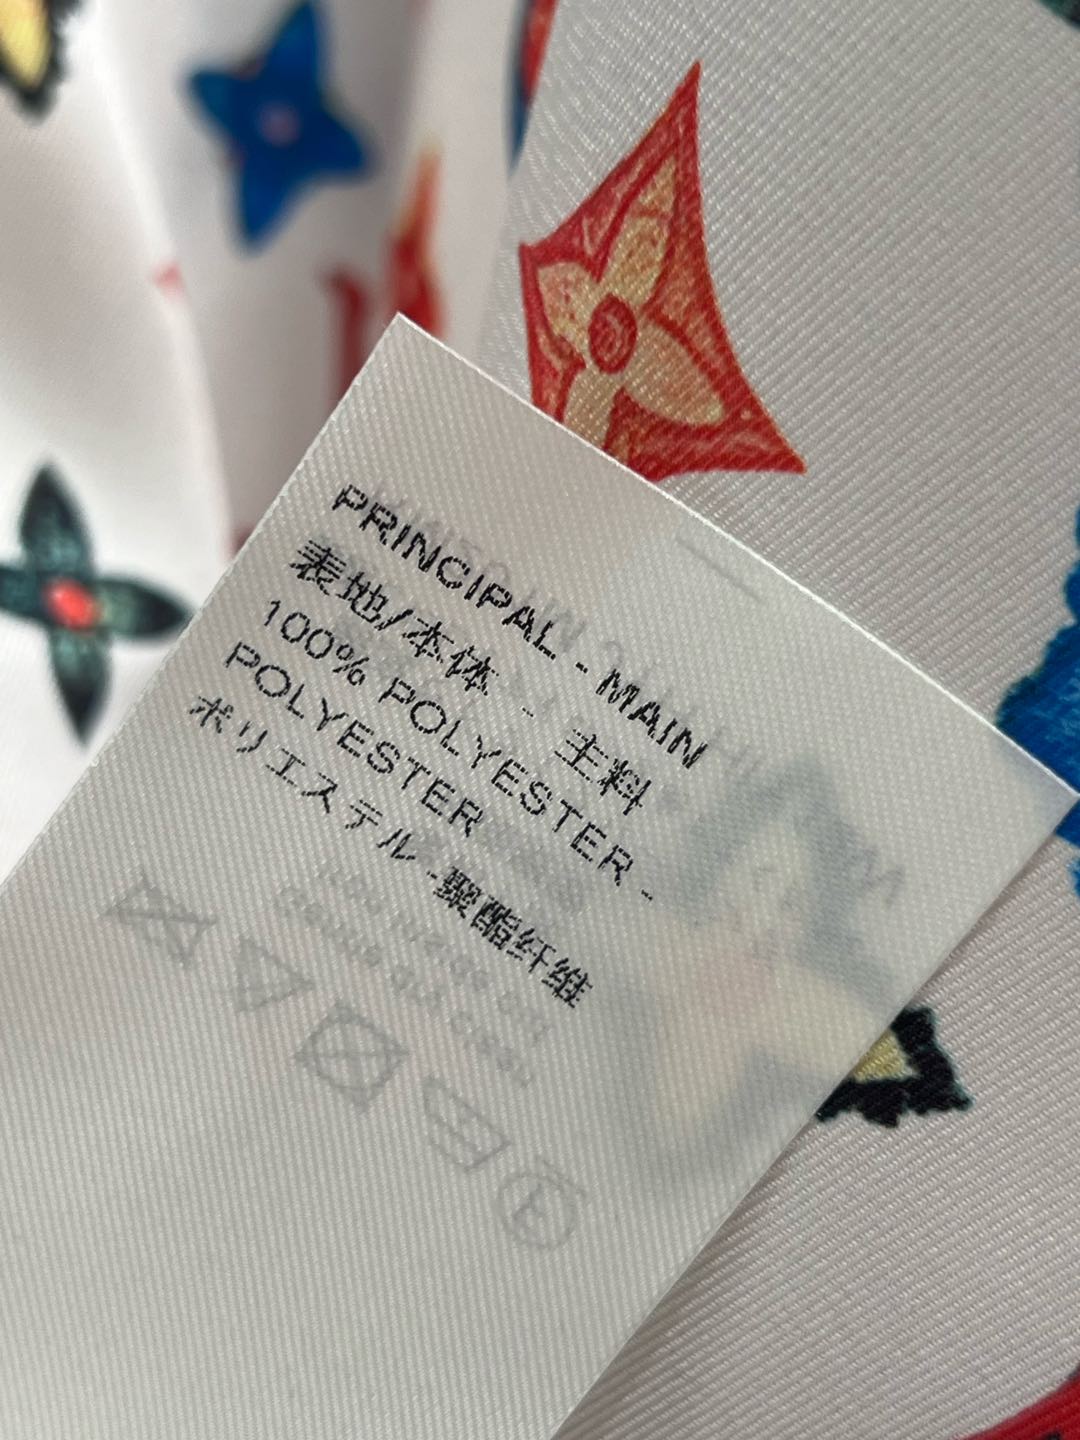 PRINCIPAL - MAIN
表地/本体 - 主料
100% POLYESTER -
POLYESTER
ポリエステル - 聚酯纤维